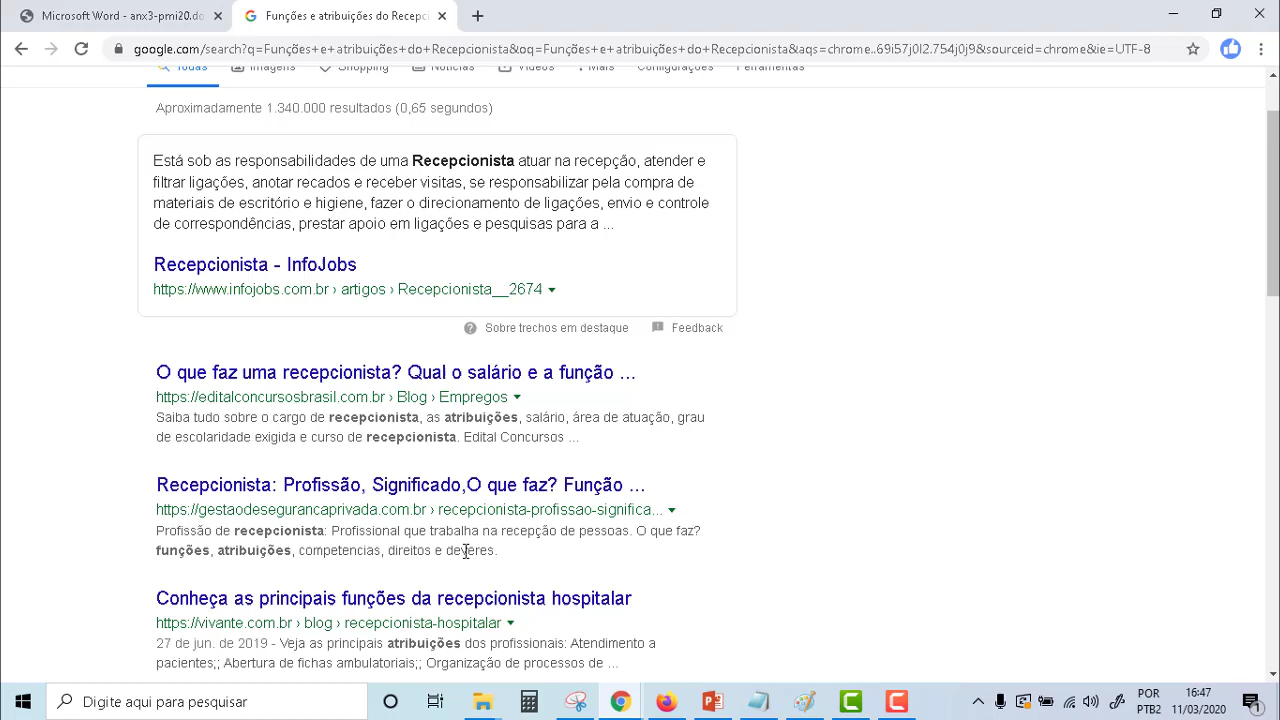 Microsoft Word - anx3-pmi20.do
Funções e atribuições do Recepci
google.com/search?q=Funções+e+atribuições+do+Recepcionista&oq=Funções+e+atribuições+do+Recepcionista&aqs=chrome..69i57j0l2.754j0j9&sourceid=chrome&ie=UTF-8
Todas Imagens Shopping Notícias Vídeos Mais Configurações Ferramentas
Aproximadamente 1.340.000 resultados (0,65 segundos)
Está sob as responsabilidades de uma Recepcionista atuar na recepção, atender e
filtrar ligações, anotar recados e receber visitas, se responsabilizar pela compra de
materiais de escritório e higiene, fazer o direcionamento de ligações, envio e controle
de correspondências, prestar apoio em ligações e pesquisas para a ...
Recepcionista - InfoJobs
https://www.infojobs.com.br › artigos › Recepcionista__2674
Sobre trechos em destaque Feedback
O que faz uma recepcionista? Qual o salário e a função ...
https://editalconcursosbrasil.com.br › Blog › Empregos
Saiba tudo sobre o cargo de recepcionista, as atribuições, salário, área de atuação, grau
de escolaridade exigida e curso de recepcionista. Edital Concursos ...
Recepcionista: Profissão, Significado,O que faz? Função ...
https://gestaodesegurancaprivada.com.br › recepcionista-profissao-significa...
Profissão de recepcionista: Profissional que trabalha na recepção de pessoas. O que faz?
funções, atribuições, competencias, direitos e deveres.
Conheça as principais funções da recepcionista hospitalar
https://vivante.com.br › blog › recepcionista-hospitalar
27 de jun. de 2019 - Veja as principais atribuições dos profissionais: Atendimento a
pacientes;; Abertura de fichas ambulatoriais;; Organização de processos de ...
Digite aqui para pesquisar
POR
PTB2
16:47
11/03/2020
1